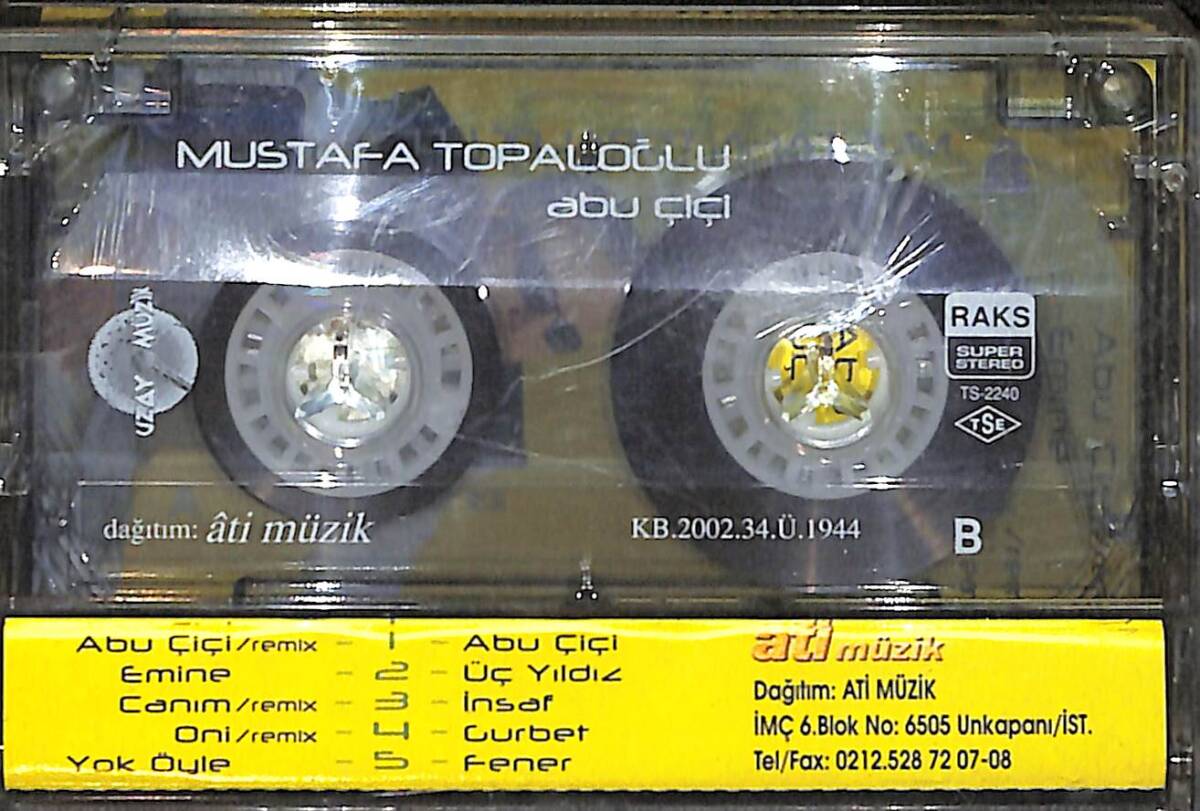 MUSTAFA TOPALOĞLU
abu çiçi
UZAY MÜZİK
RAKS
SUPER
STEREO
TS-2240
TSE
dağıtım: âti müzik
KB.2002.34.Ü.1944
B
Abu Çiçi/remix - 1 - Abu Çiçi
Emine - 2 - Üç Yıldız
Canım/remix - 3 - İnsaf
Oni/remix - 4 - Gurbet
Yok Öyle - 5 - Fener
ati müzik
Dağıtım: ATİ MÜZİK
İMÇ 6.Blok No: 6505 Unkapanı/İST.
Tel/Fax: 0212.528 72 07-08